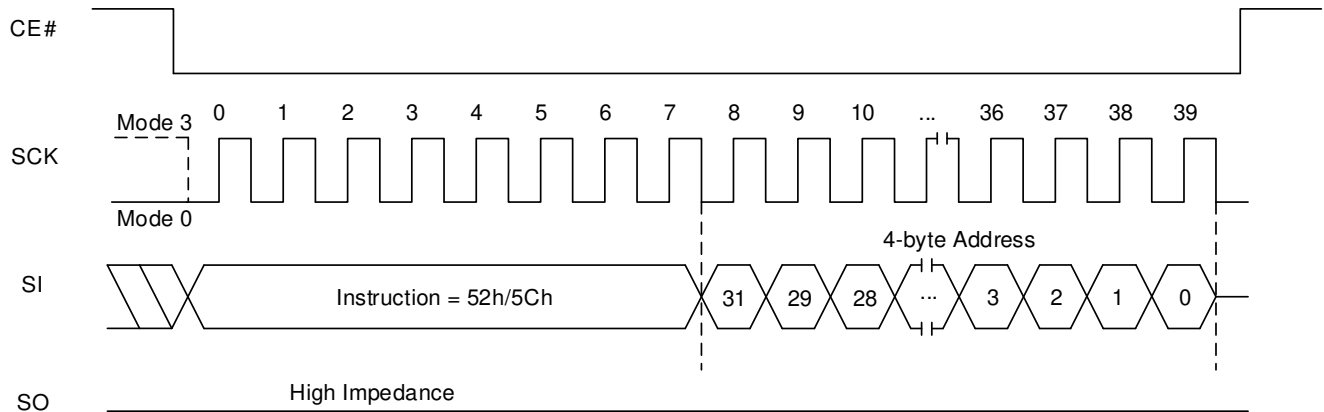 CE#
0 1 2 3 4 5 6 7 8 9 10 ... 36 37 38 39
Mode 3
SCK
Mode 0
4-byte Address
SI
Instruction = 52h/5Ch 31 29 28 ... 3 2 1 0
High Impedance
SO